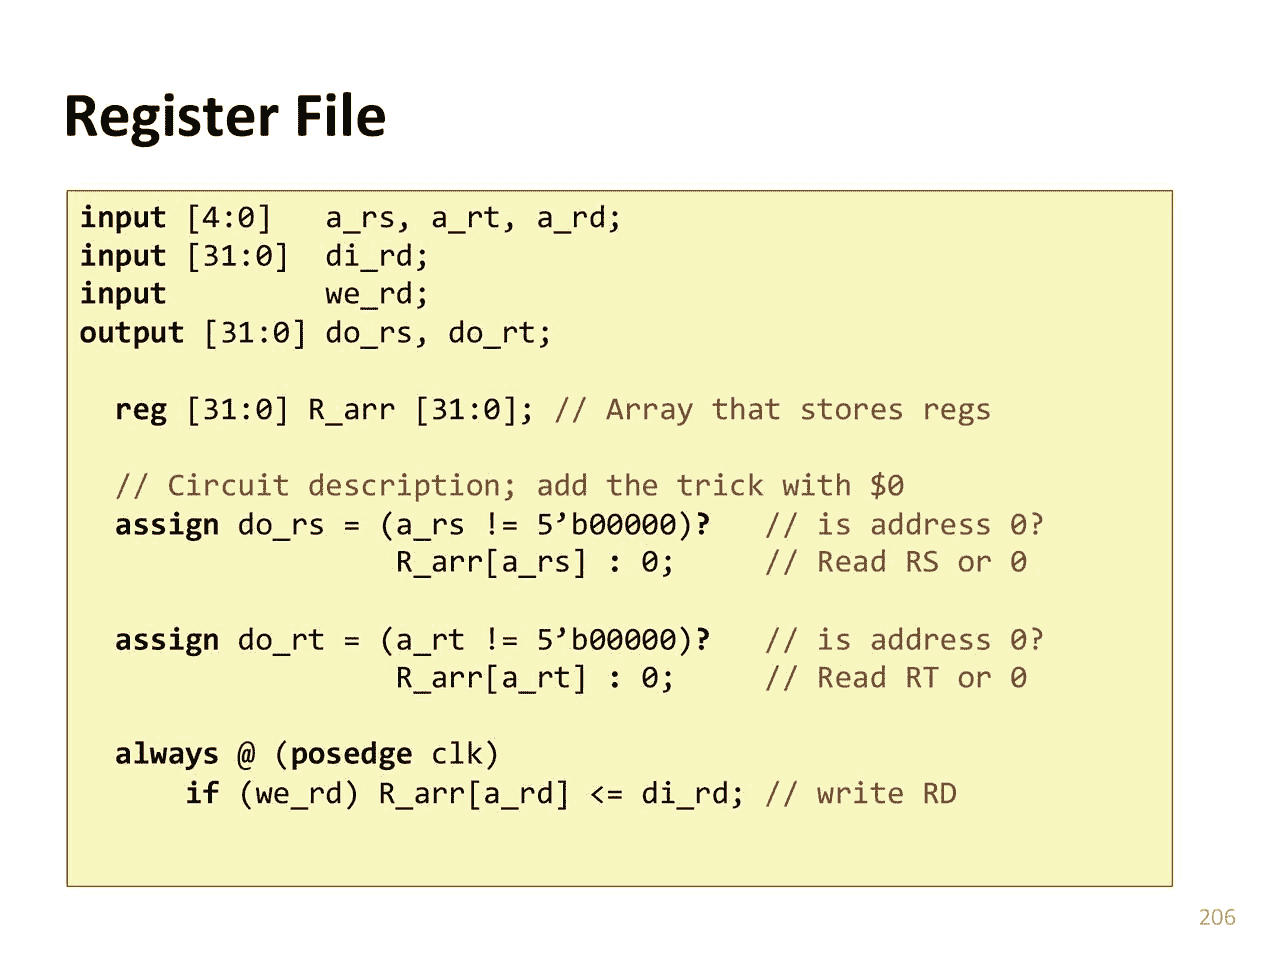 Register File
input [4:0]   a_rs, a_rt, a_rd;
input [31:0]  di_rd;
input         we_rd;
output [31:0] do_rs, do_rt;
  reg [31:0] R_arr [31:0]; // Array that stores regs
  // Circuit description; add the trick with $0
  assign do_rs = (a_rs != 5’b00000)?   // is address 0?
                  R_arr[a_rs] : 0;     // Read RS or 0
  assign do_rt = (a_rt != 5’b00000)?   // is address 0?
                  R_arr[a_rt] : 0;     // Read RT or 0
  always @ (posedge clk)
      if (we_rd) R_arr[a_rd] <= di_rd; // write RD
206